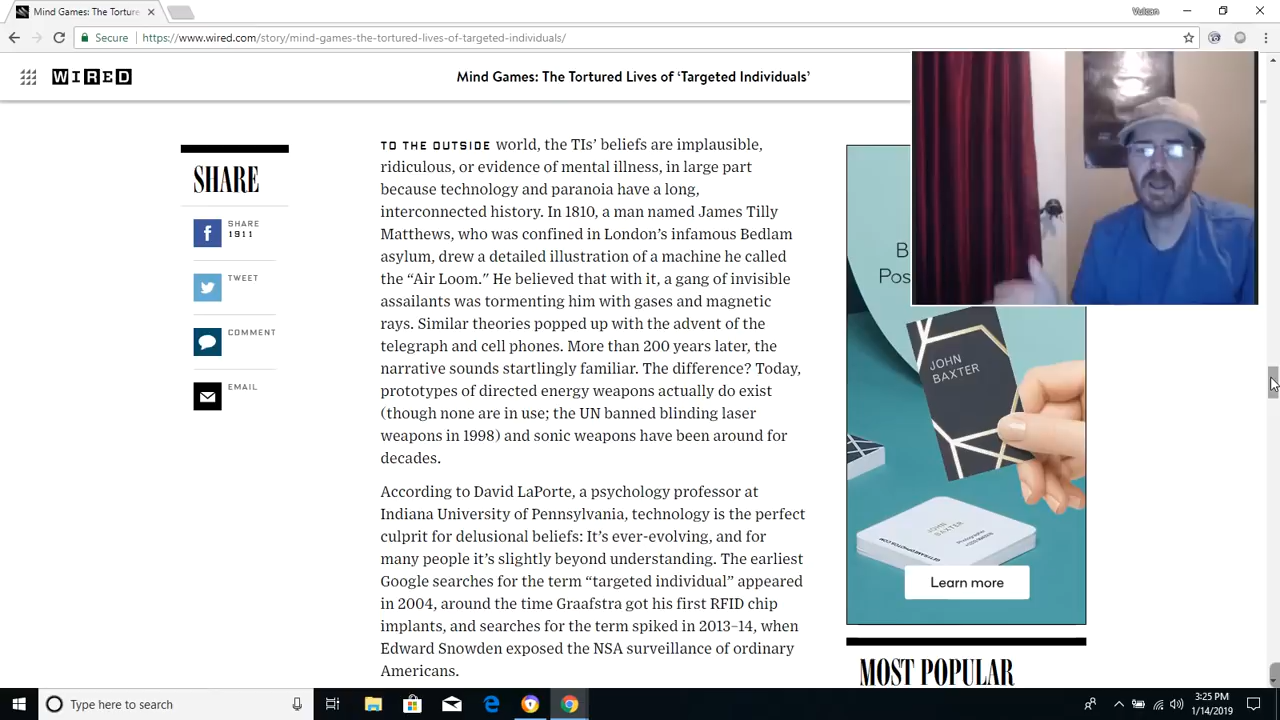 Mind Games: The Torture
Vulcan
Secure
https://www.wired.com/story/mind-games-the-tortured-lives-of-targeted-individuals/
WIRED
Mind Games: The Tortured Lives of ‘Targeted Individuals’
SHARE
SHARE
1911
TWEET
COMMENT
EMAIL
TO THE OUTSIDE world, the TIs’ beliefs are implausible,
ridiculous, or evidence of mental illness, in large part
because technology and paranoia have a long,
interconnected history. In 1810, a man named James Tilly
Matthews, who was confined in London’s infamous Bedlam
asylum, drew a detailed illustration of a machine he called
the “Air Loom.” He believed that with it, a gang of invisible
assailants was tormenting him with gases and magnetic
rays. Similar theories popped up with the advent of the
telegraph and cell phones. More than 200 years later, the
narrative sounds startlingly familiar. The difference? Today,
prototypes of directed energy weapons actually do exist
(though none are in use; the UN banned blinding laser
weapons in 1998) and sonic weapons have been around for
decades.
According to David LaPorte, a psychology professor at
Indiana University of Pennsylvania, technology is the perfect
culprit for delusional beliefs: It’s ever-evolving, and for
many people it’s slightly beyond understanding. The earliest
Google searches for the term “targeted individual” appeared
in 2004, around the time Graafstra got his first RFID chip
implants, and searches for the term spiked in 2013–14, when
Edward Snowden exposed the NSA surveillance of ordinary
Americans.
B
Pos
JOHN
BAXTER
JOHN
BAXTER
Learn more
MOST POPULAR
Type here to search
3:25 PM
1/14/2019